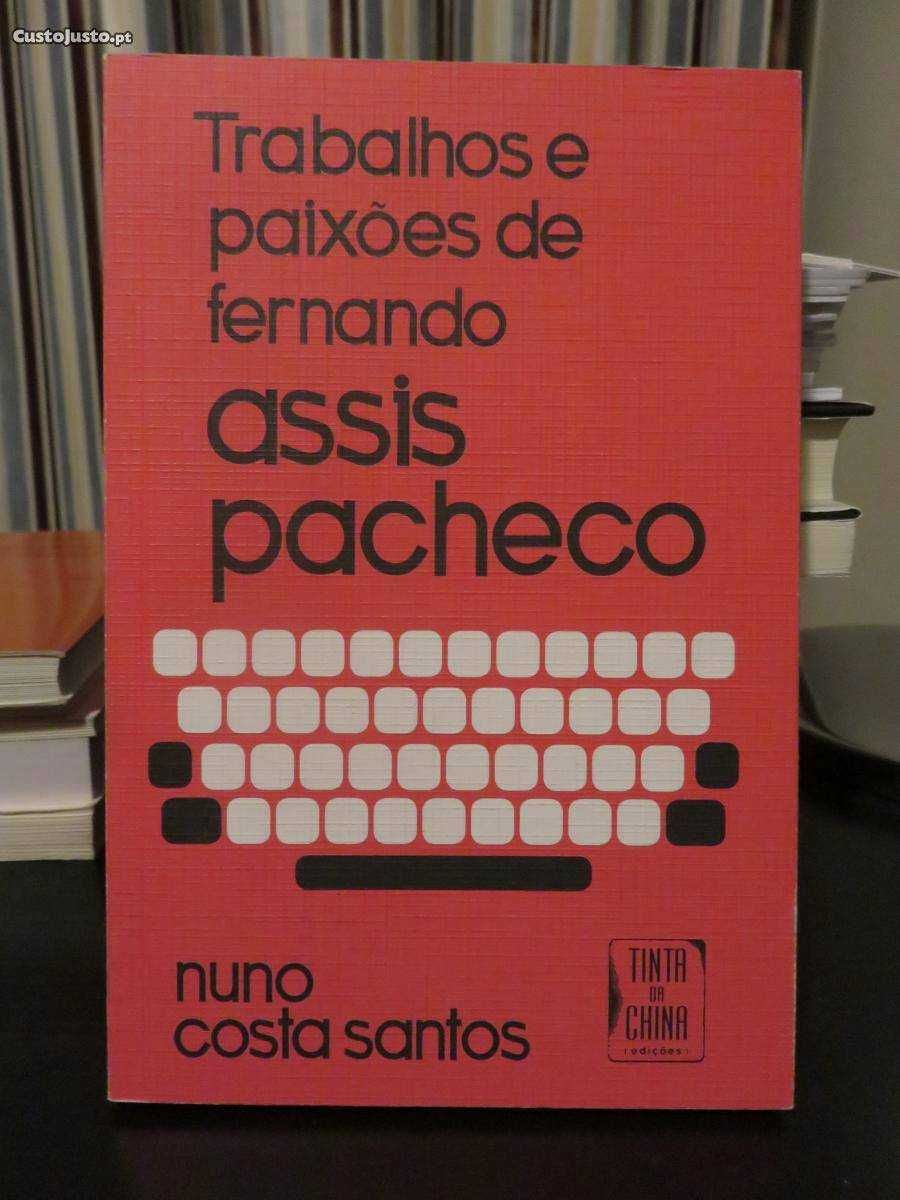 CustoJusto.pt
Trabalhos e
paixões de
fernando
assis
pacheco
nuno
costa santos
TINTA
DA
CHINA
(edições)